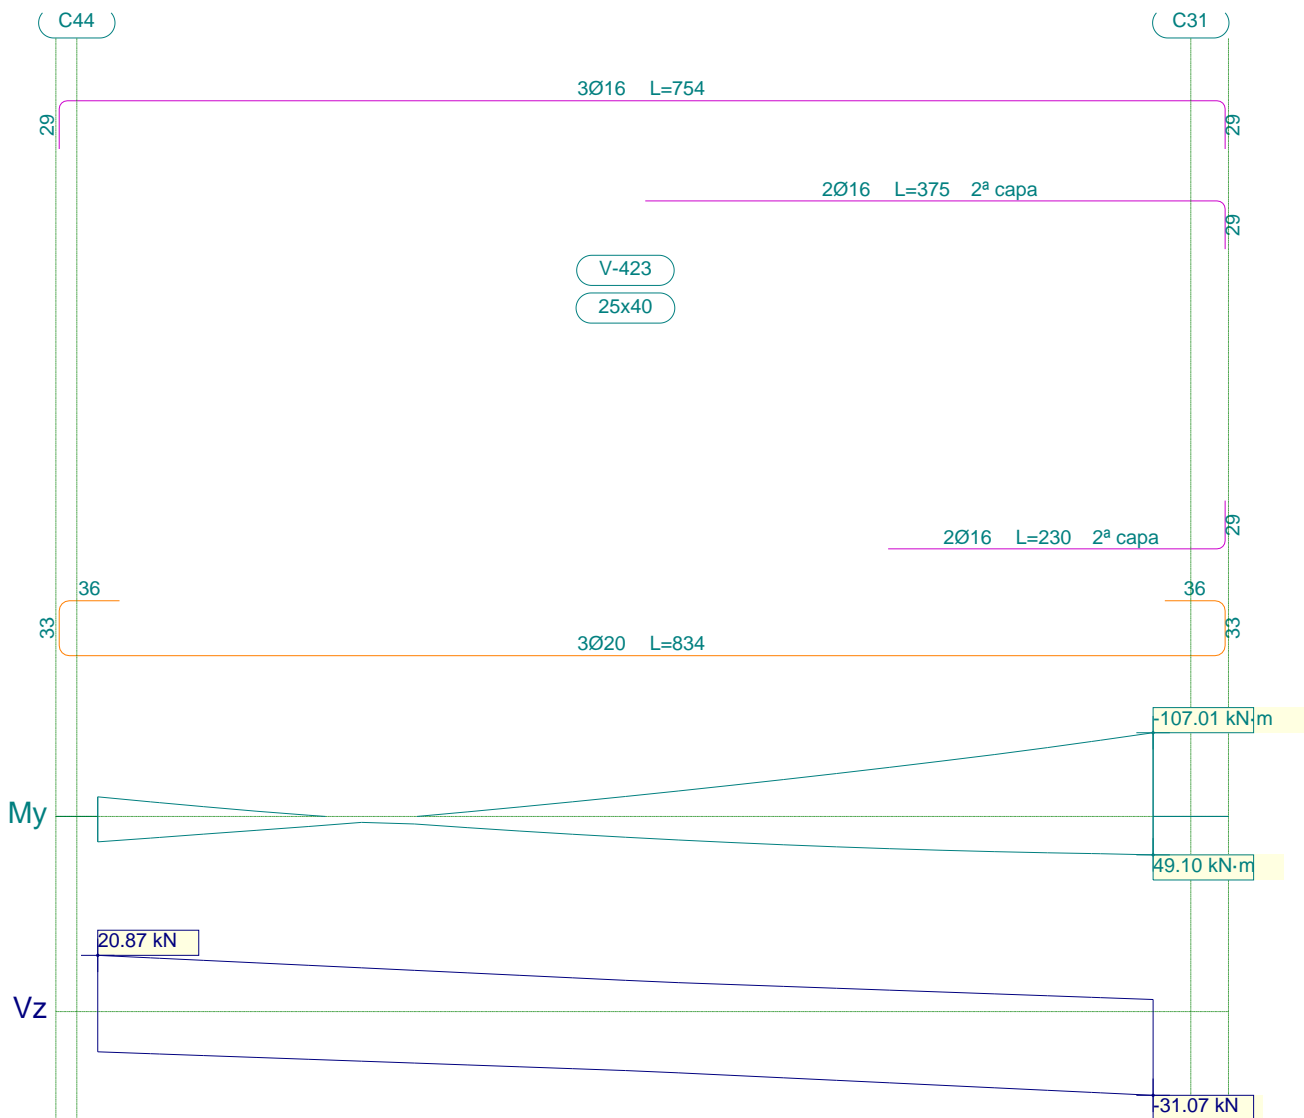 C44 C31
3Ø16 L=754
29 29
2Ø16 L=375 2ª capa
29
V-423
25x40
29
2Ø16 L=230 2ª capa
36 36
33 33
3Ø20 L=834
-107.01 kN·m
My
49.10 kN·m
20.87 kN
Vz
-31.07 kN